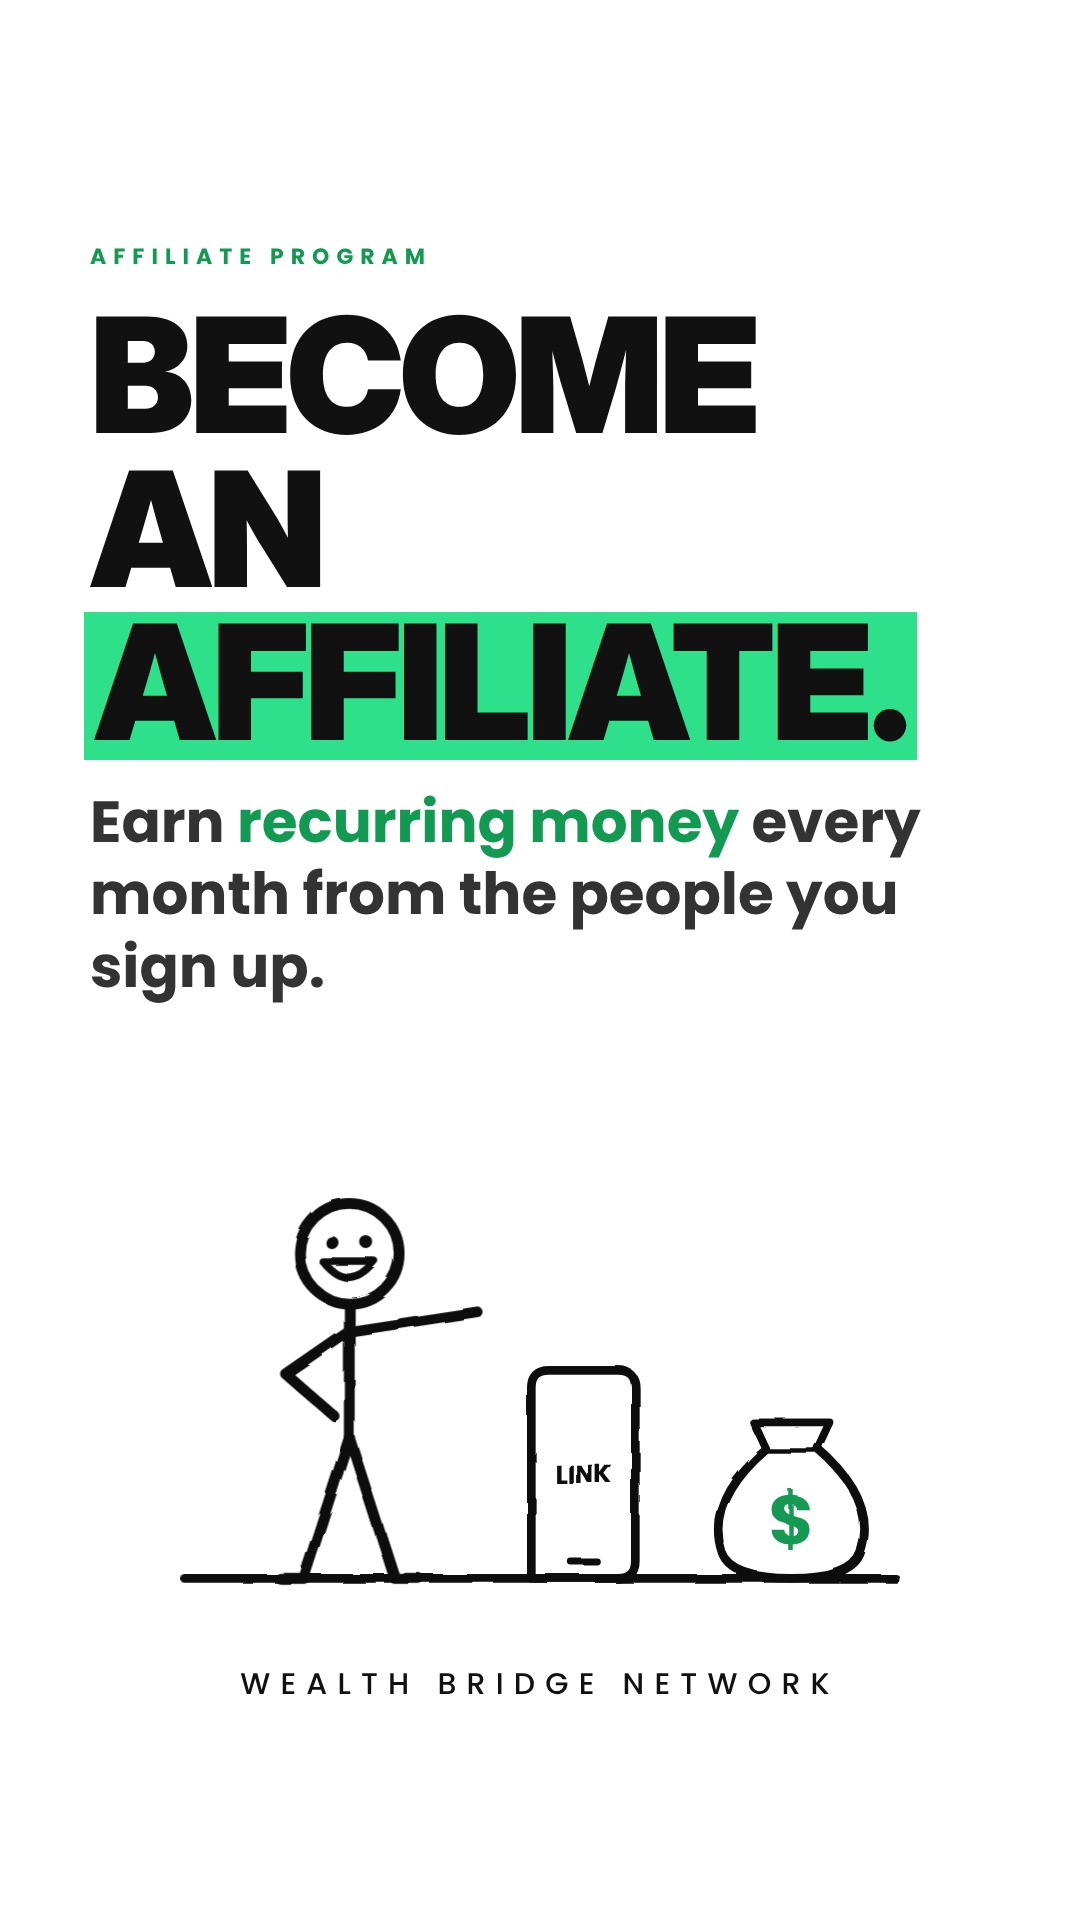 AFFILIATE PROGRAM
BECOME
AN
AFFILIATE.
Earn recurring money every
month from the people you
sign up.
LINK
$
WEALTH BRIDGE NETWORK